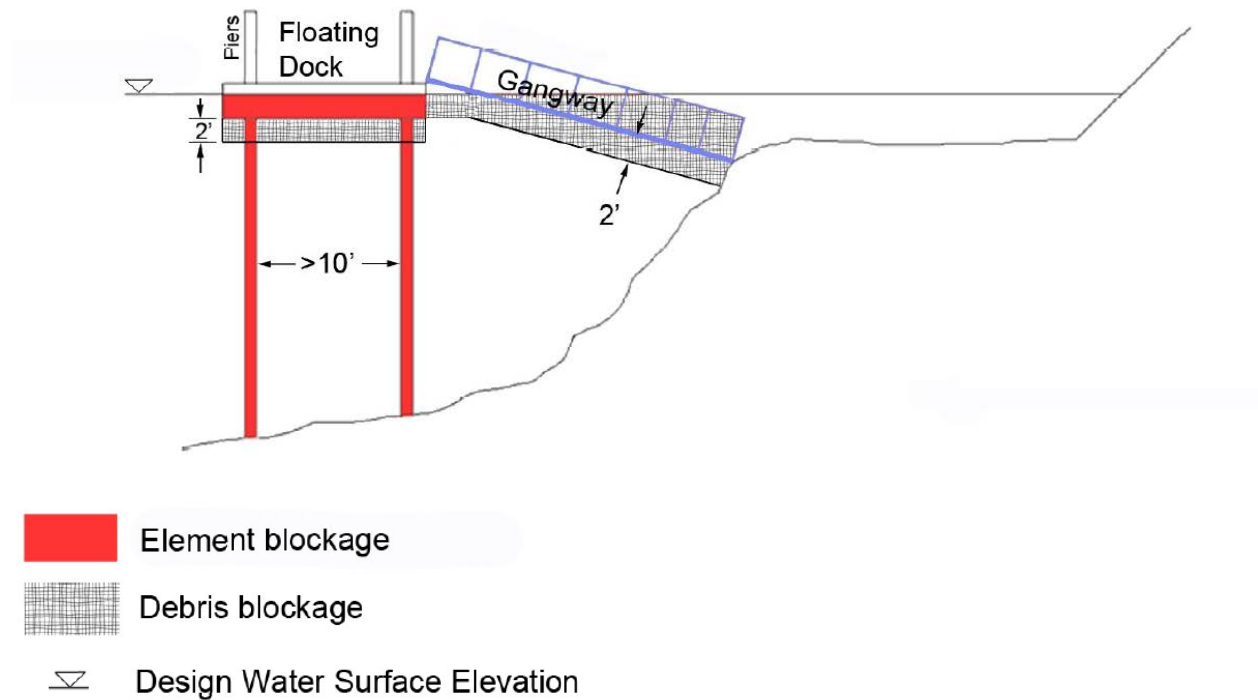 Piers
Floating
Dock
Gangway
2'
2'
>10'
Element blockage
Debris blockage
Design Water Surface Elevation